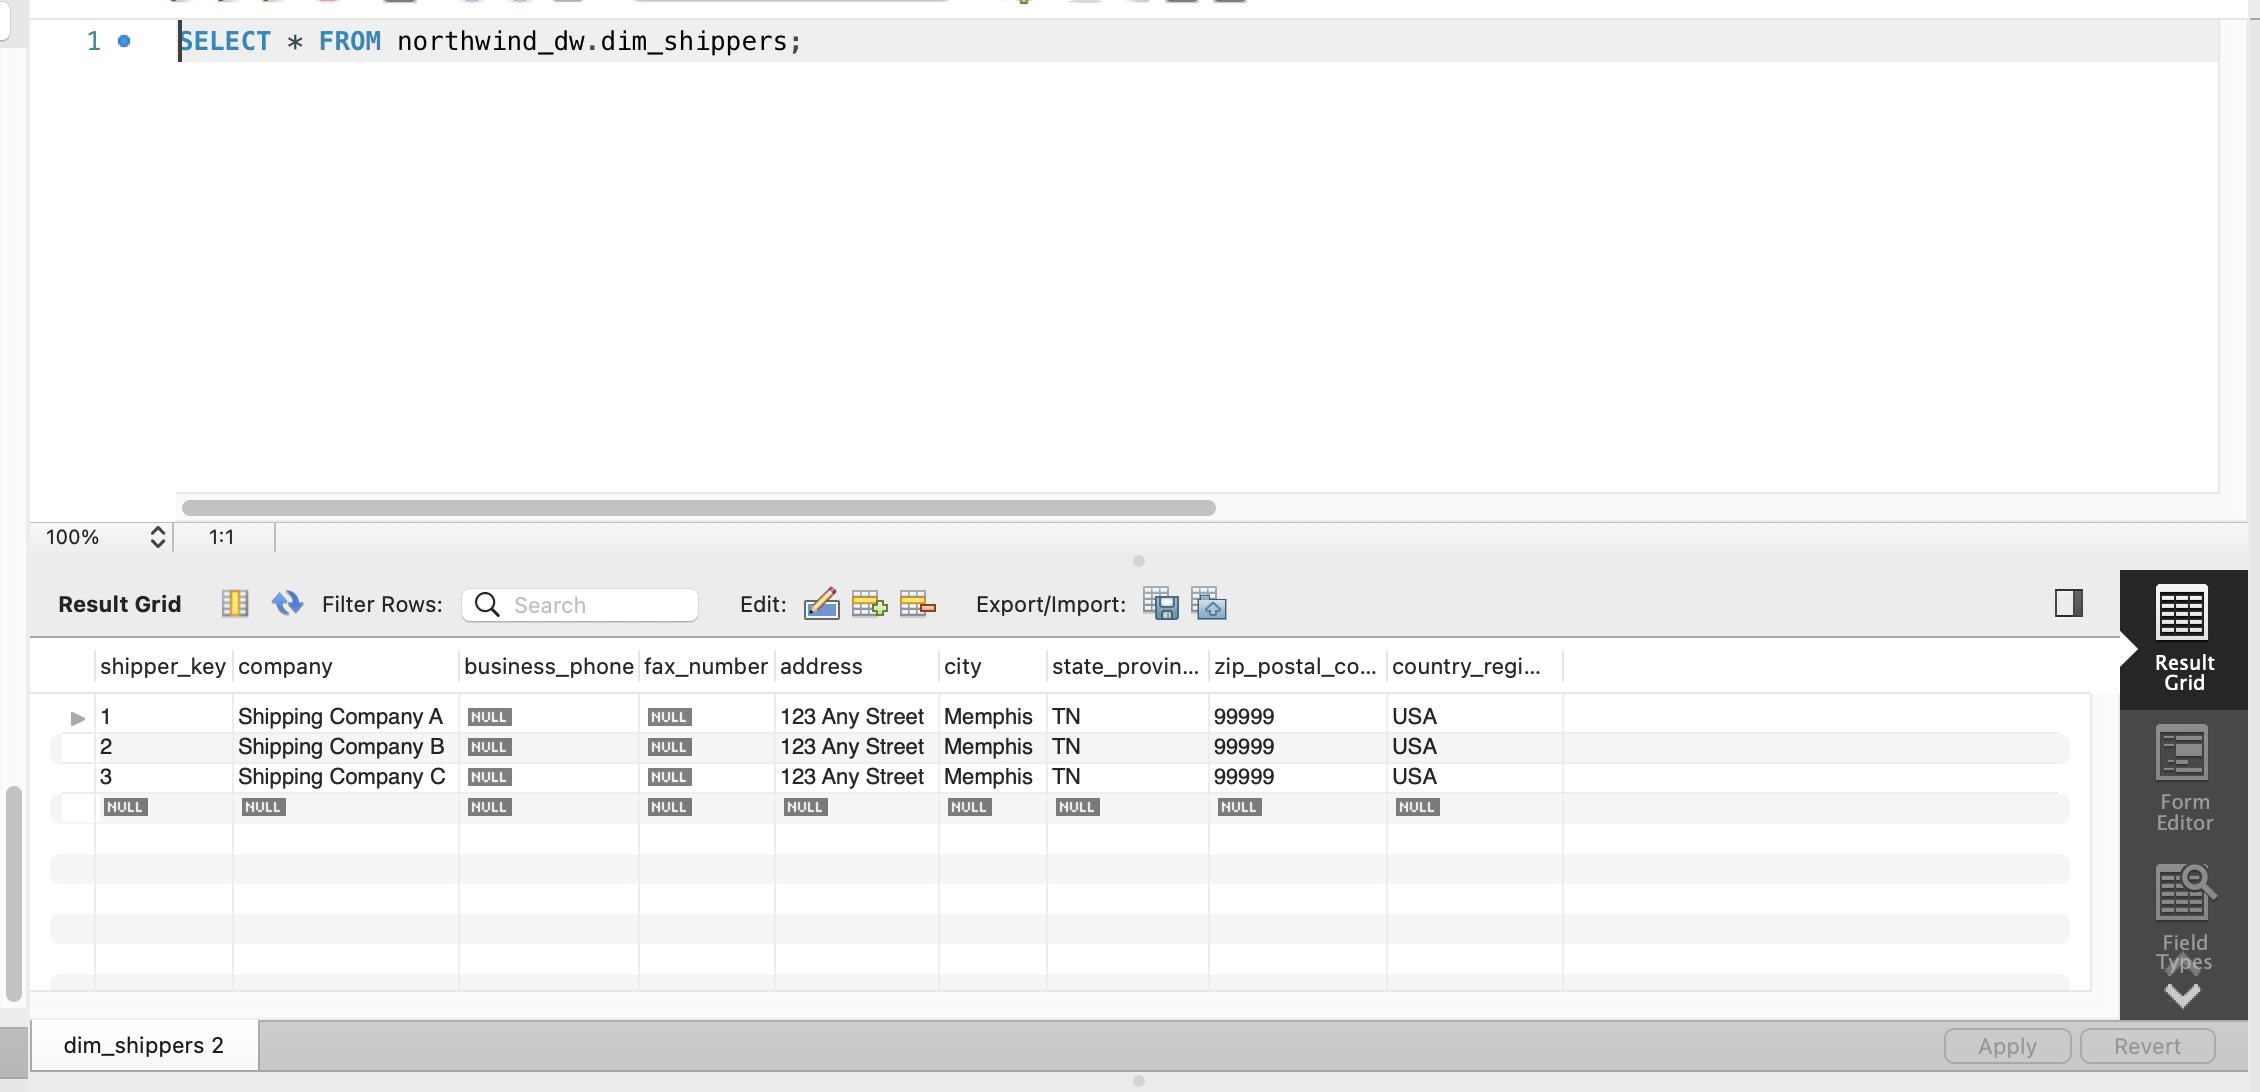 1 SELECT * FROM northwind_dw.dim_shippers;
100% 1:1
Result Grid Filter Rows: Search Edit: Export/Import:
shipper_key company business_phone fax_number address city state_provin... zip_postal_co... country_regi...
1 Shipping Company A NULL NULL 123 Any Street Memphis TN 99999 USA
2 Shipping Company B NULL NULL 123 Any Street Memphis TN 99999 USA
3 Shipping Company C NULL NULL 123 Any Street Memphis TN 99999 USA
NULL NULL NULL NULL NULL NULL NULL NULL NULL
Result
Grid
Form
Editor
Field
Types
dim_shippers 2 Apply Revert